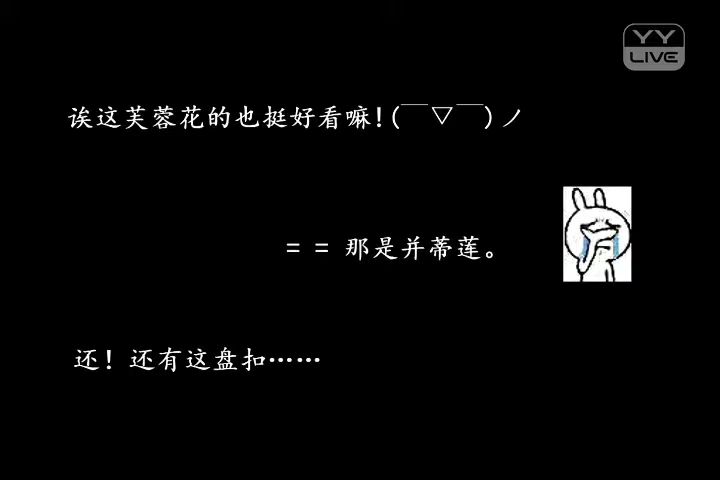 YY
LIVE
诶这芙蓉花的也挺好看嘛!(￣▽￣)ノ
= = 那是并蒂莲。
还！还有这盘扣……